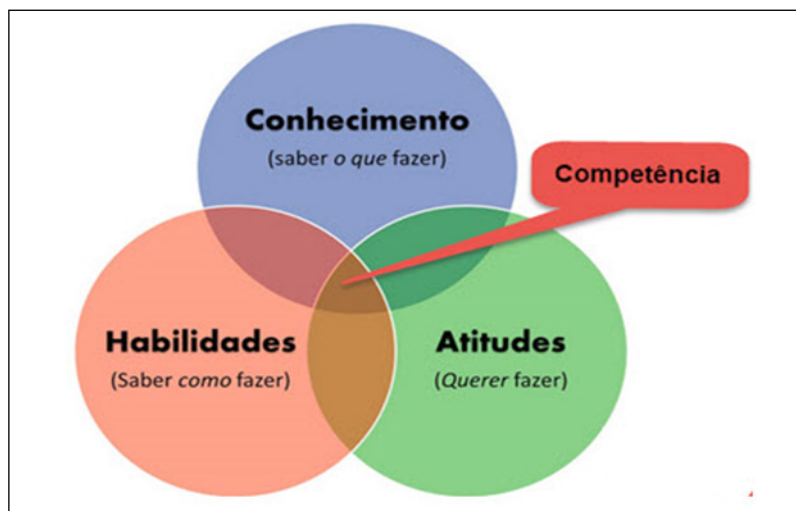 Conhecimento
(saber o que fazer)
Competência
Habilidades
(Saber como fazer)
Atitudes
(Querer fazer)